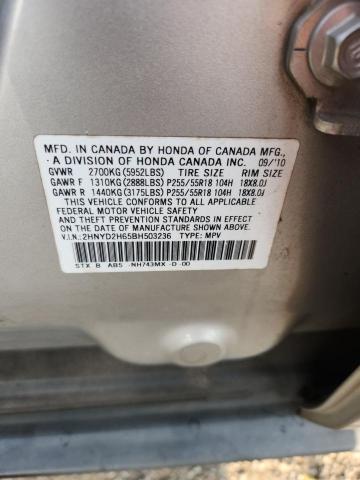 MFD. IN CANADA BY HONDA OF CANADA MFG.,
A DIVISION OF HONDA CANADA INC. 09/'10
GVWR 2700KG(5952LBS) TIRE SIZE RIM SIZE
GAWR F 1310KG(2888LBS) P255/55R18 104H 18X8.0J
GAWR R 1440KG(3175LBS) P255/55R18 104H 18X8.0J
THIS VEHICLE CONFORMS TO ALL APPLICABLE
FEDERAL MOTOR VEHICLE SAFETY
AND THEFT PREVENTION STANDARDS IN EFFECT ON THE
DATE OF MANUFACTURE SHOWN ABOVE.
V.I.N.: 2HNYD2H65BH503236 TYPE: MPV
STX B ABS NH743MX -D -00